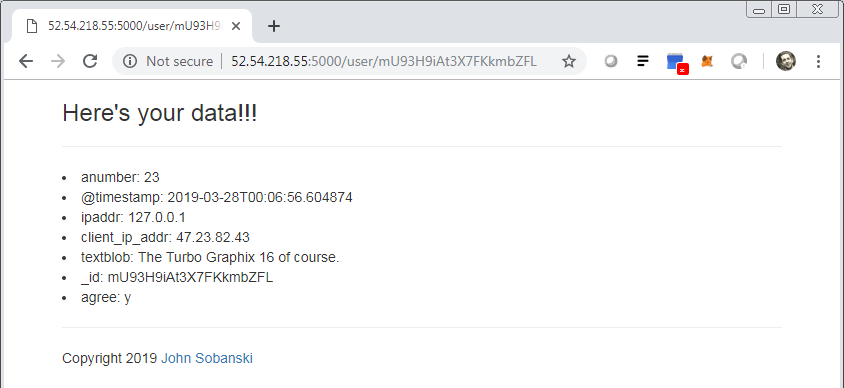 52.54.218.55:5000/user/mU93H9
Not secure
52.54.218.55:5000/user/mU93H9iAt3X7FKkmbZFL
Here's your data!!!
anumber: 23
@timestamp: 2019-03-28T00:06:56.604874
ipaddr: 127.0.0.1
client_ip_addr: 47.23.82.43
textblob: The Turbo Graphix 16 of course.
_id: mU93H9iAt3X7FKkmbZFL
agree: y
Copyright 2019 John Sobanski